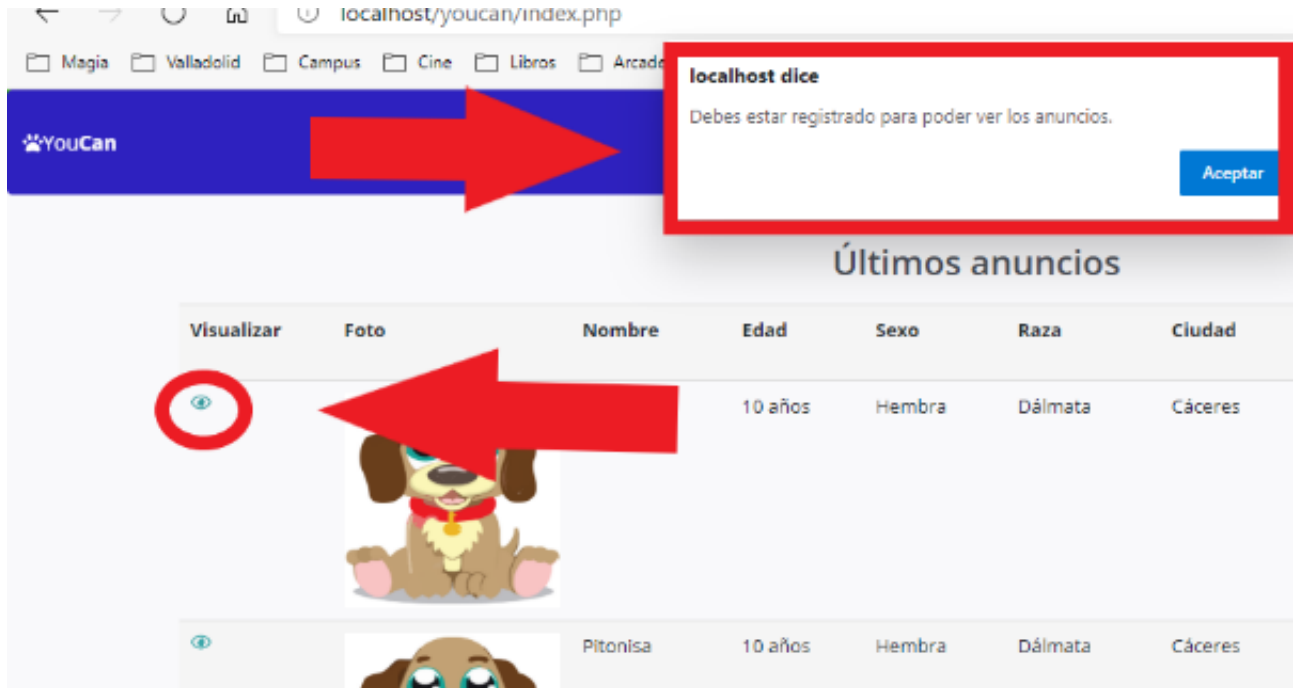 localhost/youcan/index.php
Magia Valladolid Campus Cine Libros Arcade
localhost dice
Debes estar registrado para poder ver los anuncios.
Aceptar
YouCan
Últimos anuncios
Visualizar Foto Nombre Edad Sexo Raza Ciudad
10 años Hembra Dálmata Cáceres
Pitonisa 10 años Hembra Dálmata Cáceres